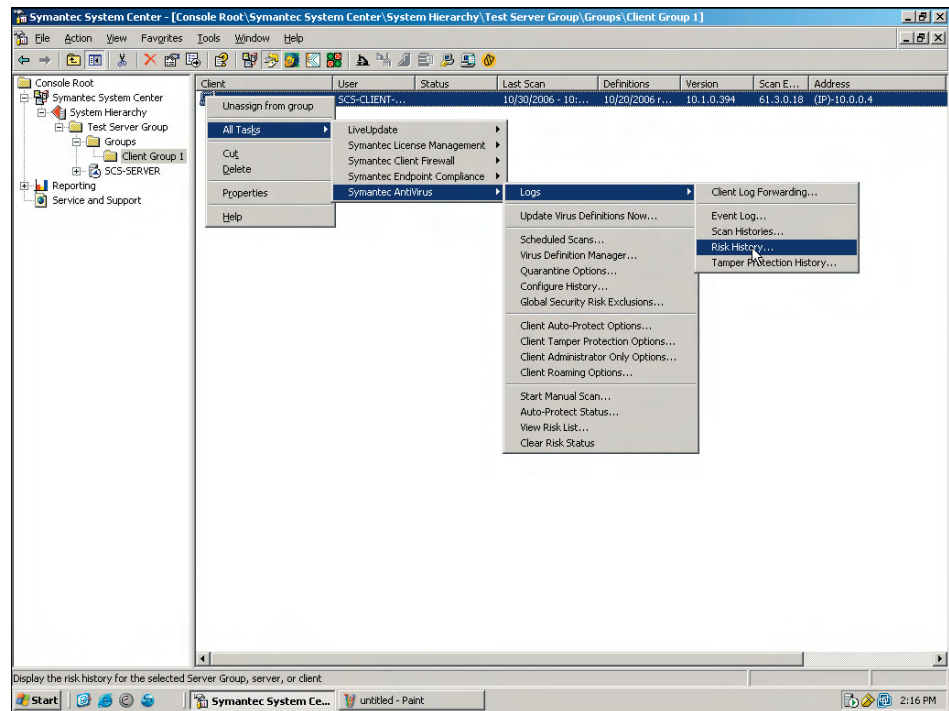 Symantec System Center - [Console Root\Symantec System Center\System Hierarchy\Test Server Group\Groups\Client Group 1]
File Action View Favorites Tools Window Help
Console Root
Symantec System Center
System Hierarchy
Test Server Group
Groups
Client Group 1
SCS-SERVER
Reporting
Service and Support
Client User Status Last Scan Definitions Version Scan E... Address
SCS-CLIENT-... 10/30/2006 - 10:... 10/20/2006 r... 10.1.0.394 61.3.0.18 (IP)-10.0.0.4
Unassign from group
All Tasks
Cut
Delete
Properties
Help
LiveUpdate
Symantec License Management
Symantec Client Firewall
Symantec Endpoint Compliance
Symantec AntiVirus
Logs
Update Virus Definitions Now...
Scheduled Scans...
Virus Definition Manager...
Quarantine Options...
Configure History...
Global Security Risk Exclusions...
Client Auto-Protect Options...
Client Tamper Protection Options...
Client Administrator Only Options...
Client Roaming Options...
Start Manual Scan...
Auto-Protect Status...
View Risk List...
Clear Risk Status
Client Log Forwarding...
Event Log...
Scan Histories...
Risk History...
Tamper Protection History...
Display the risk history for the selected Server Group, server, or client
Start Symantec System Ce... untitled - Paint 2:16 PM